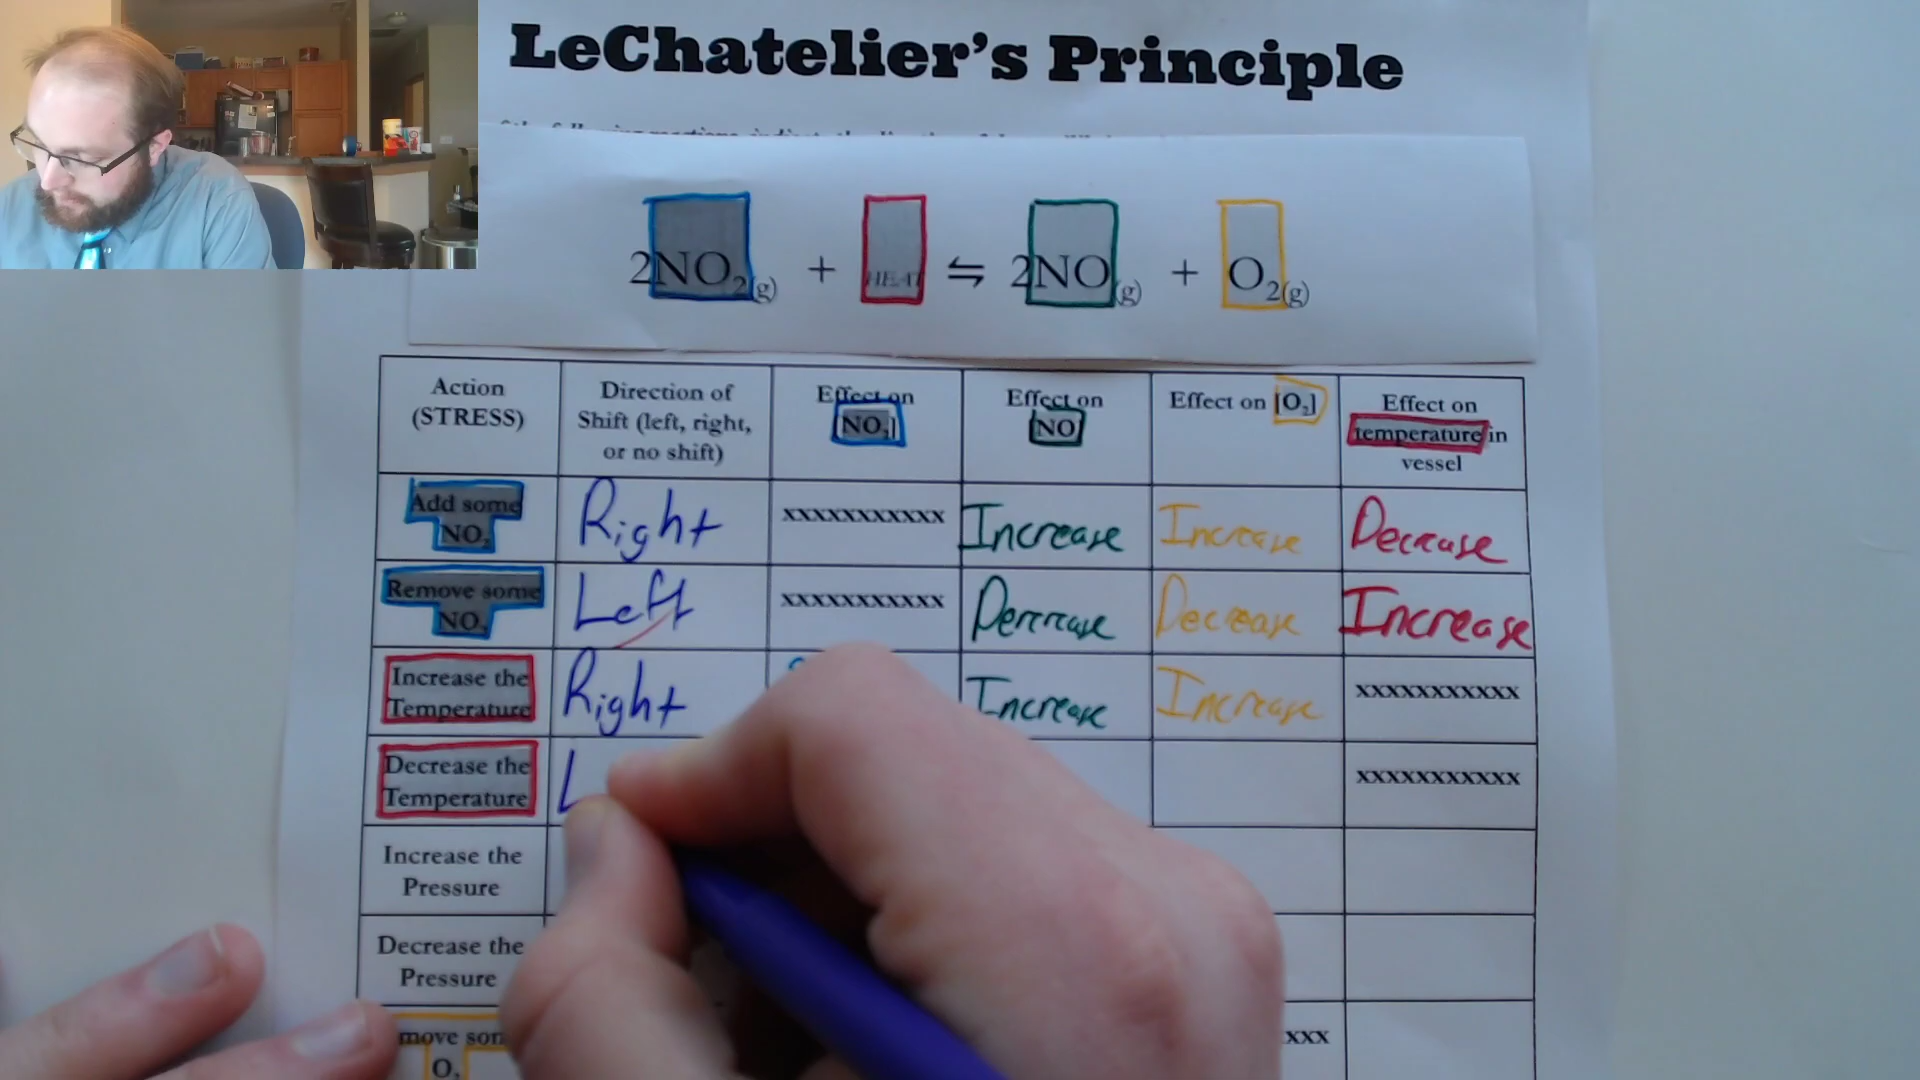 LeChatelier's Principle
2NO₂(g) + HEAT ⇋ 2NO(g) + O₂(g)
Action
(STRESS)
Direction of
Shift (left, right,
or no shift)
Effect on
[NO₂]
Effect on
[NO]
Effect on [O₂]
Effect on
temperature in
vessel
Add some
NO₂
Right
XXXXXXXXXXX
Increase
Increase
Decrease
Remove some
NO₂
Left
XXXXXXXXXXX
Decrease
Decrease
Increase
Increase the
Temperature
Right
Increase
Increase
XXXXXXXXXXX
Decrease the
Temperature
L
XXXXXXXXXXX
Increase the
Pressure
Decrease the
Pressure
O₂
XXX